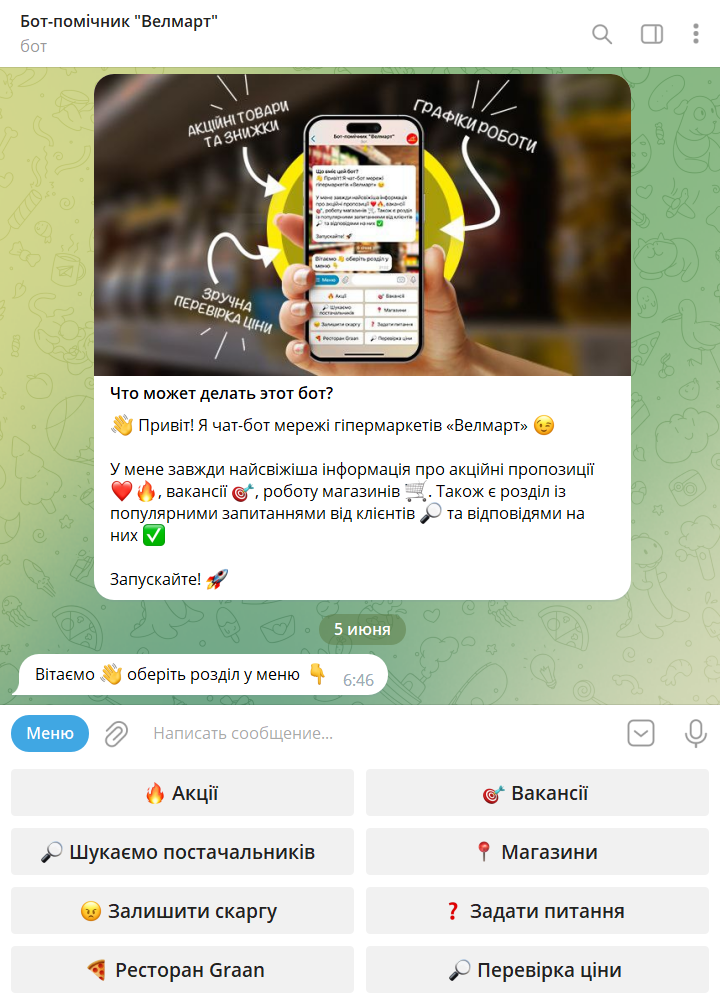 Бот-помічник "Велмарт"
бот
АКЦІЙНІ ТОВАРИ
ТА ЗНИЖКИ
ГРАФІКИ РОБОТИ
ЗРУЧНА
ПЕРЕВІРКА ЦІНИ
Бот-помічник "Велмарт"
Що вміє цей бот?
👋 Привіт! Я чат-бот мережі
гіпермаркетів «Велмарт» 😉
У мене завжди найсвіжіша інформація
про акційні пропозиції ❤️🔥, вакансії
🎯, роботу магазинів 🛒. Також є розділ
із популярними запитаннями від клієнтів
🔎 та відповідями на них ✅
Запускайте! 🚀
Вітаємо 👋 оберіть розділ у
меню 👇
Меню
🔥 Акції
🎯 Вакансії
🔎 Шукаємо
постачальників
📍 Магазини
😠 Залишити скаргу
❓ Задати питання
🍕 Ресторан Graan
🔎 Перевірка ціни
Что может делать этот бот?
👋 Привіт! Я чат-бот мережі гіпермаркетів «Велмарт» 😉
У мене завжди найсвіжіша інформація про акційні пропозиції
❤️🔥, вакансії 🎯, роботу магазинів 🛒. Також є розділ із
популярними запитаннями від клієнтів 🔎 та відповідями на
них ✅
Запускайте! 🚀
5 июня
Вітаємо 👋 оберіть розділ у меню 👇 6:46
Меню
Написать сообщение...
🔥 Акції
🎯 Вакансії
🔎 Шукаємо постачальників
📍 Магазини
😠 Залишити скаргу
❓ Задати питання
🍕 Ресторан Graan
🔎 Перевірка ціни